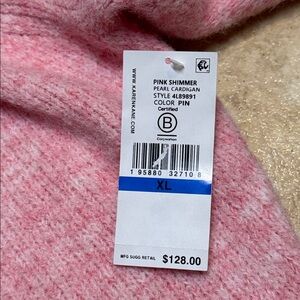 WWW.KARENKANE.COM
PINK SHIMMER
PEARL CARDIGAN
STYLE 4L89891
COLOR PIN
Certified
B
Corporation
XL
1 95880 32710 8
MFG SUGG RETAIL $128.00